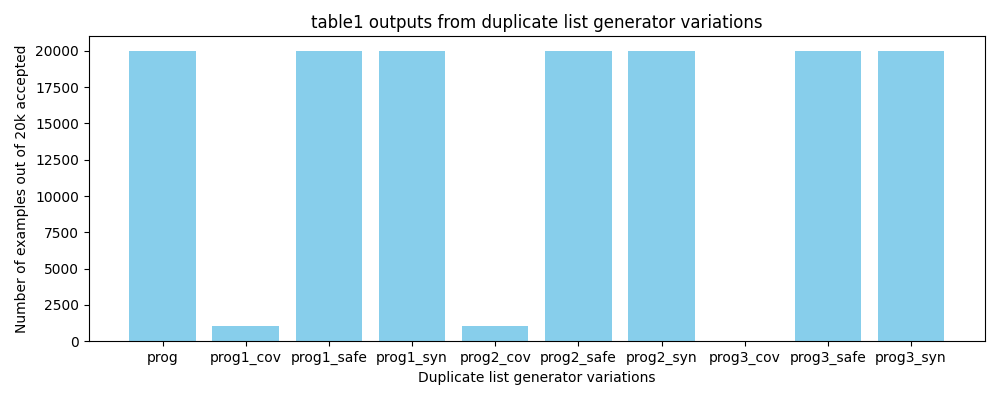 table1 outputs from duplicate list generator variations
Number of examples out of 20k accepted
20000
17500
15000
12500
10000
7500
5000
2500
0
prog prog1_cov prog1_safe prog1_syn prog2_cov prog2_safe prog2_syn prog3_cov prog3_safe prog3_syn
Duplicate list generator variations